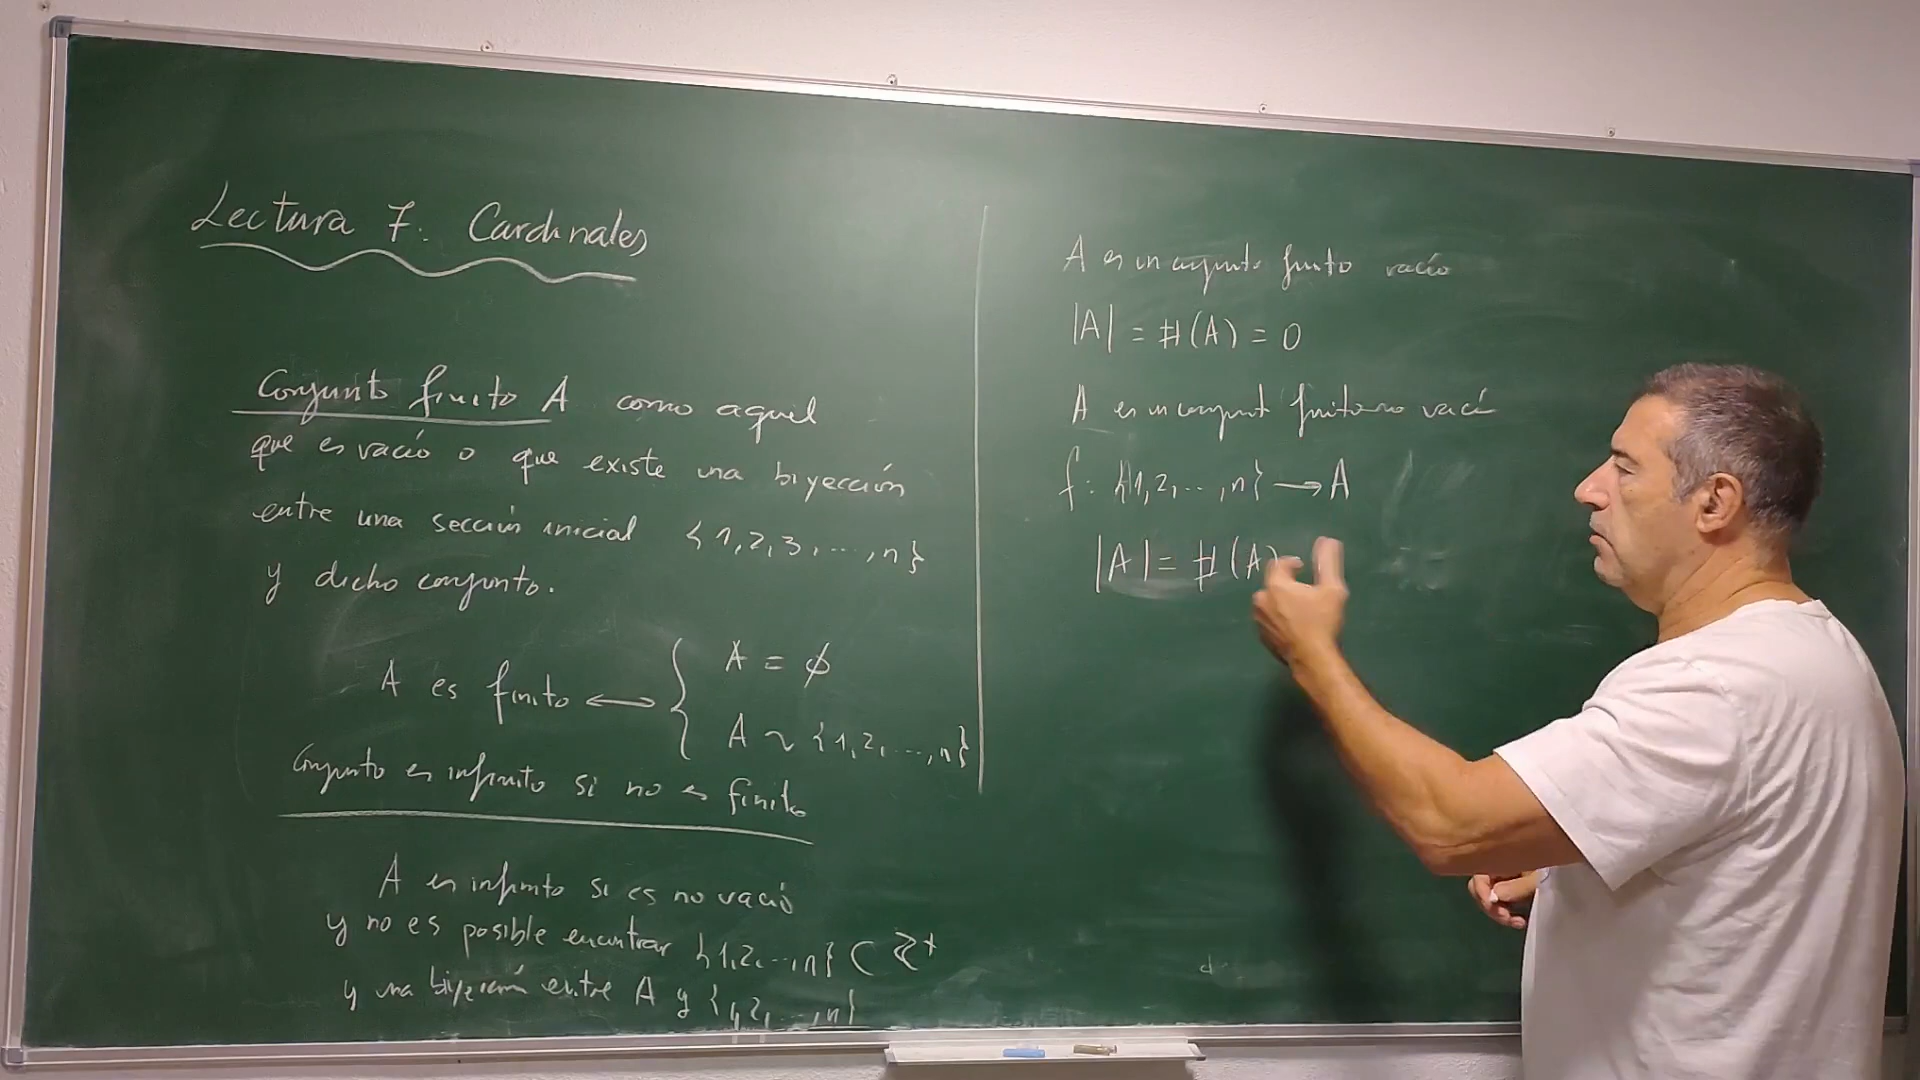 Lectura 7: Cardinales
Conjunto finito A como aquel
que es vacío o que existe una biyección
entre una sección inicial {1,2,3,...,n}
y dicho conjunto.
A es finito ⟷ { A = ∅
A ~ {1,2,...,n}
Conjunto es infinito si no es finito
A es infinito si es no vació
y no es posible encontrar {1,2,...,n} ⊂ Z⁺
y una biyección entre A y {1,2,...,n}
A es un conjunto finito vacío
|A| = #(A) = 0
A es un conjunto finito no vací
f: {1,2,...,n} → A
|A| = #(A) =